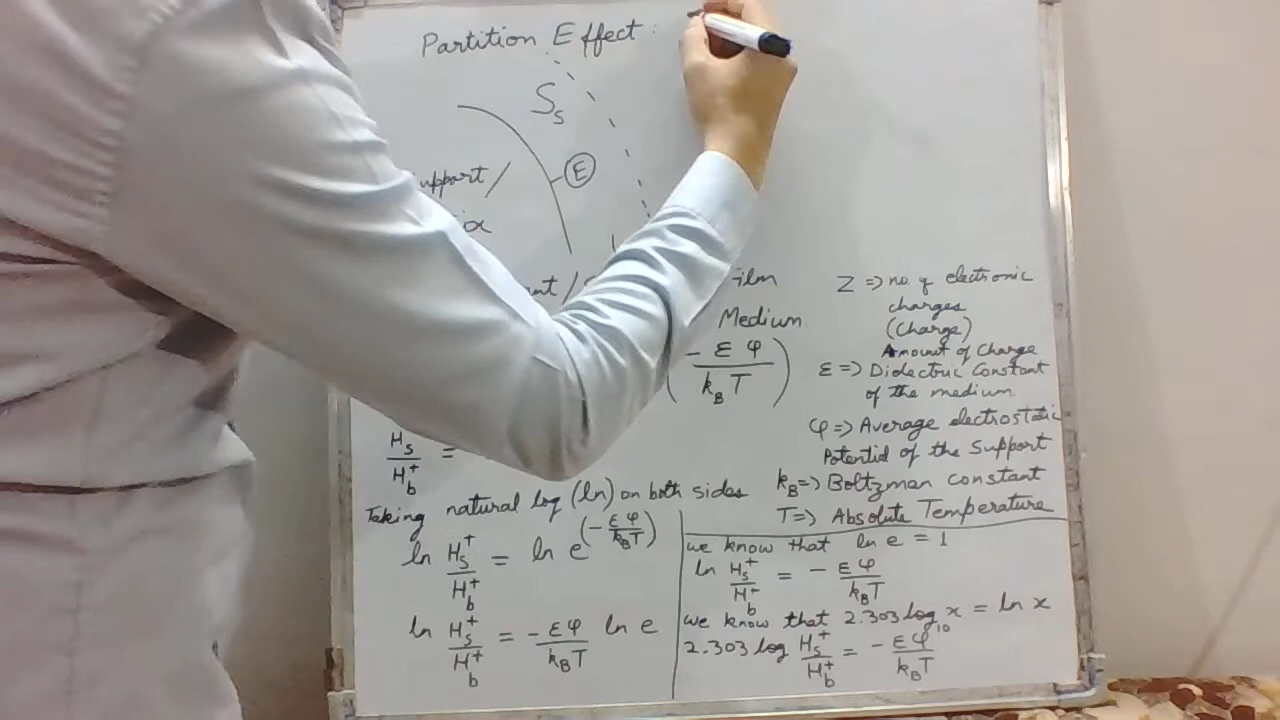 Partition Effect :
Ss
E
Film
Medium
- ε φ
kB T
Hs
Hb+ =
Z => no. of electronic
charges
(Charge)
Amount of Charge
ε => Dielectric Constant
of the medium.
φ => Average electrostatic
Potential of the Support
kB => Boltzman constant
T => Absolute Temperature
Taking natural log (ln) on both sides
ln Hs+ / Hb+ = ln e (- εφ / kBT)
ln Hs+ / Hb+ = - εφ / kBT ln e
we know that ln e = 1
ln Hs+ / Hb+ = - εφ / kBT
we know that 2.303 log10 x = ln x
2.303 log Hs+ / Hb+ = - εφ / kBT